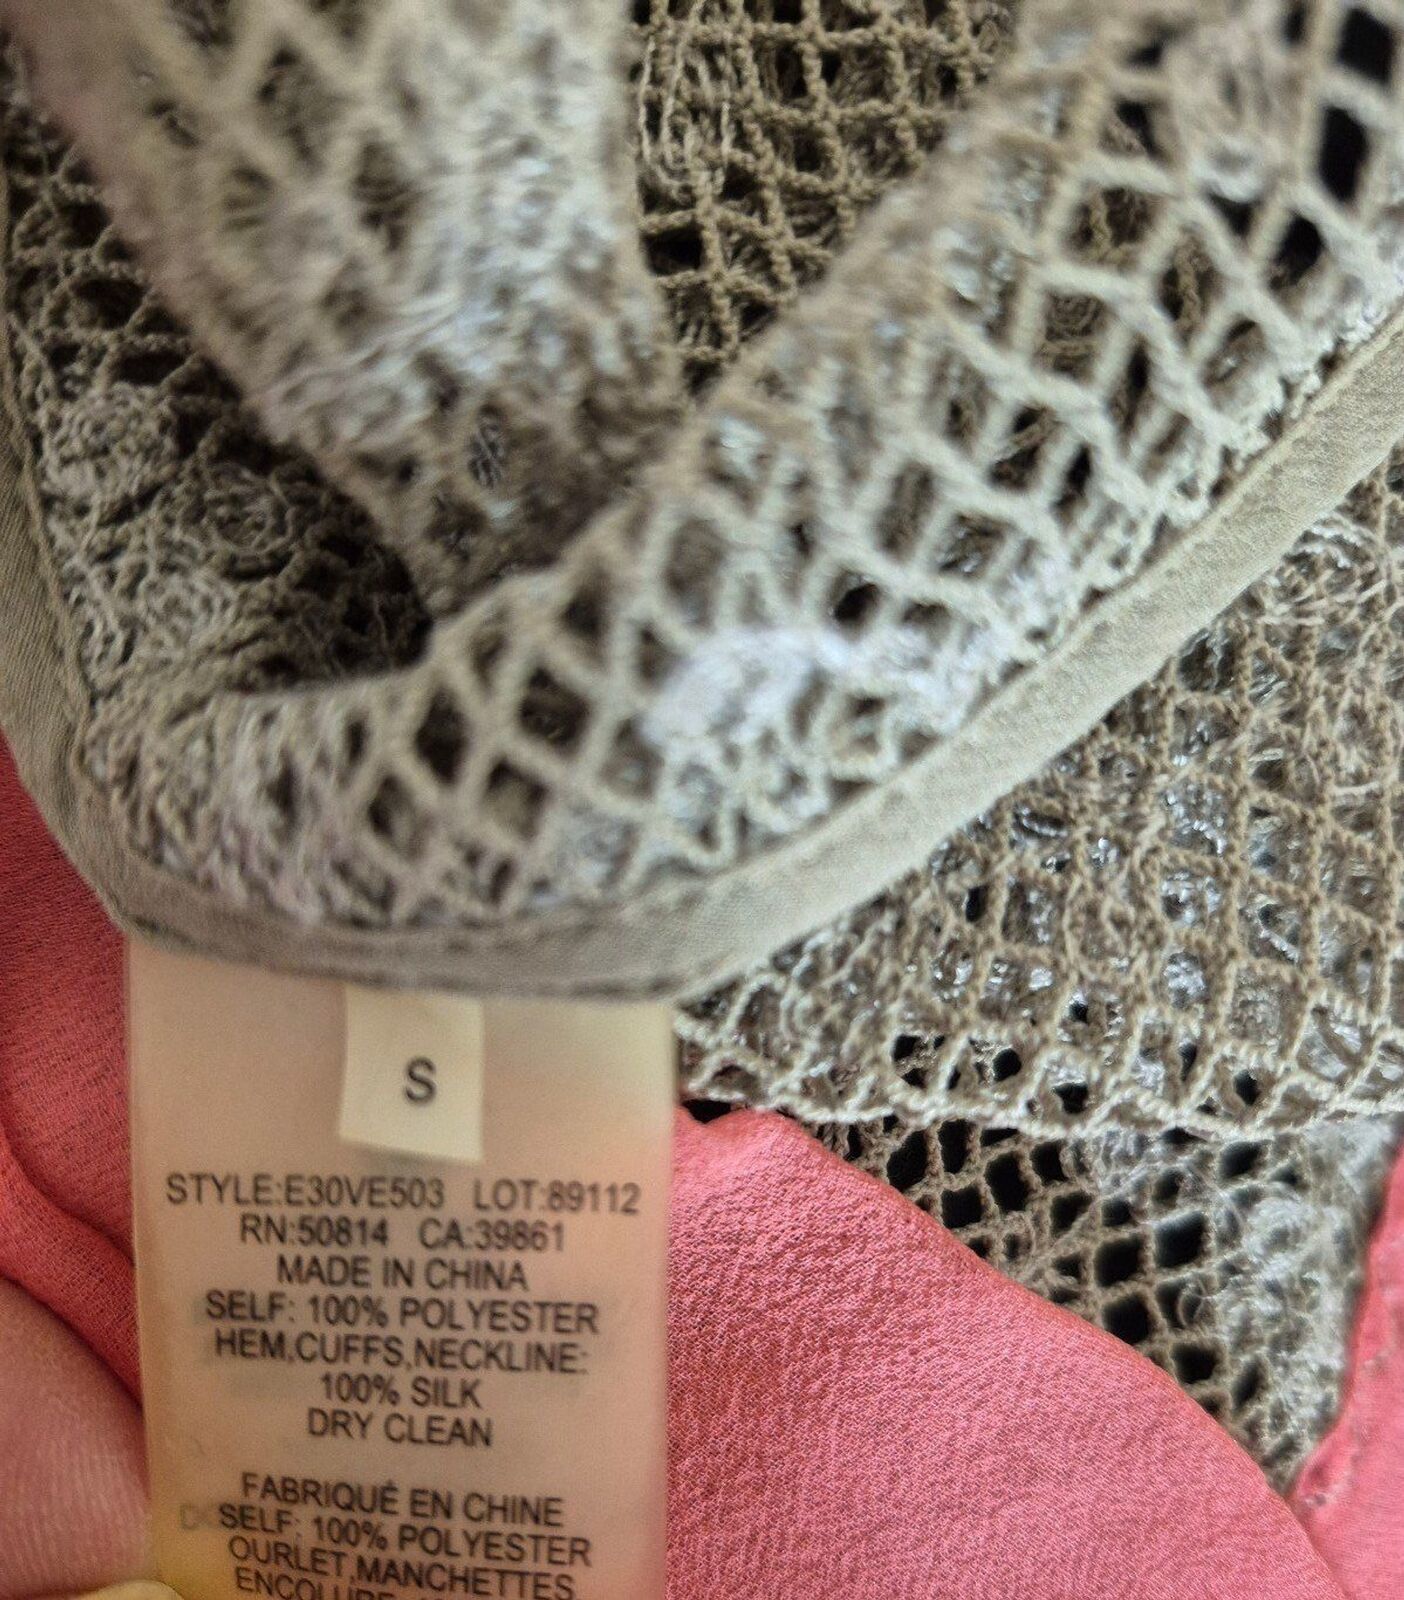 S
STYLE:E30VE503 LOT:89112
RN:50814 CA:39861
MADE IN CHINA
SELF: 100% POLYESTER
HEM,CUFFS,NECKLINE:
100% SILK
DRY CLEAN
FABRIQUÉ EN CHINE
SELF: 100% POLYESTER
OURLET,MANCHETTES,